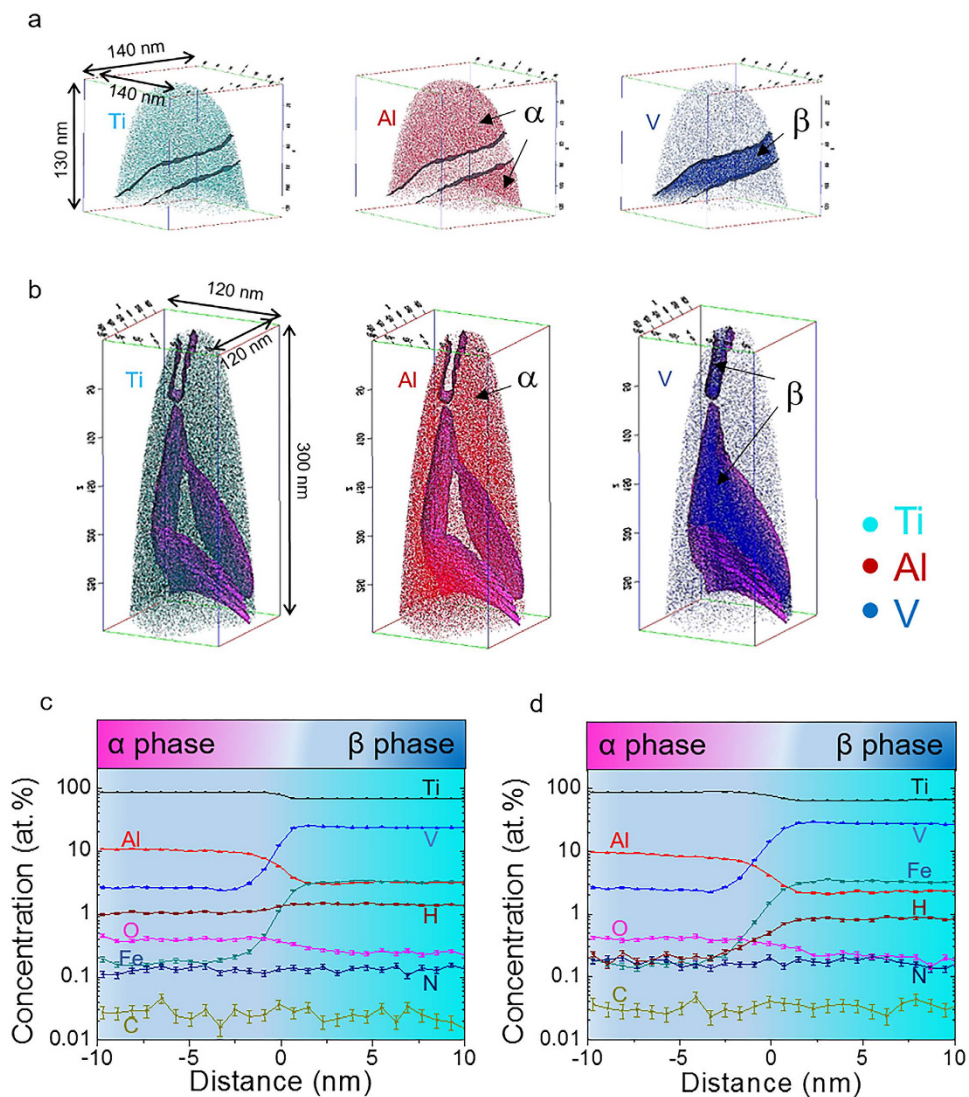 a
140 nm
140 nm
130 nm
Ti
Al
α
V
β
b
120 nm
120 nm
300 nm
Ti
Al
α
V
β
Ti
Al
V
c
α phase
β phase
Concentration (at.%)
100
10
1
0.1
0.01
Ti
Al
V
O
H
Fe
N
C
-10
-5
0
5
10
Distance (nm)
d
α phase
β phase
Concentration (at.%)
100
10
1
0.1
0.01
Ti
Al
V
Fe
H
O
N
C
-10
-5
0
5
10
Distance (nm)